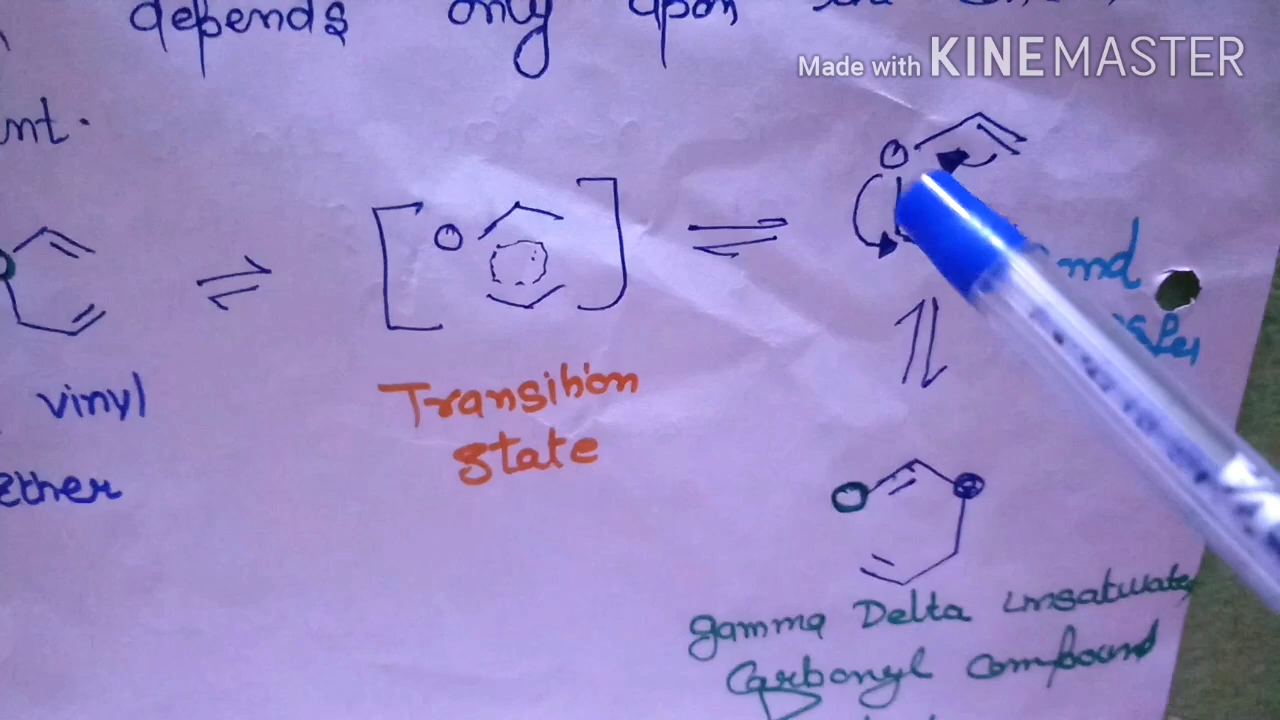 depends only upon
Made with KINEMASTER
nt.
O
O
vinyl
Ether
Transition
state
gamma Delta unsaturated
Carbonyl compound